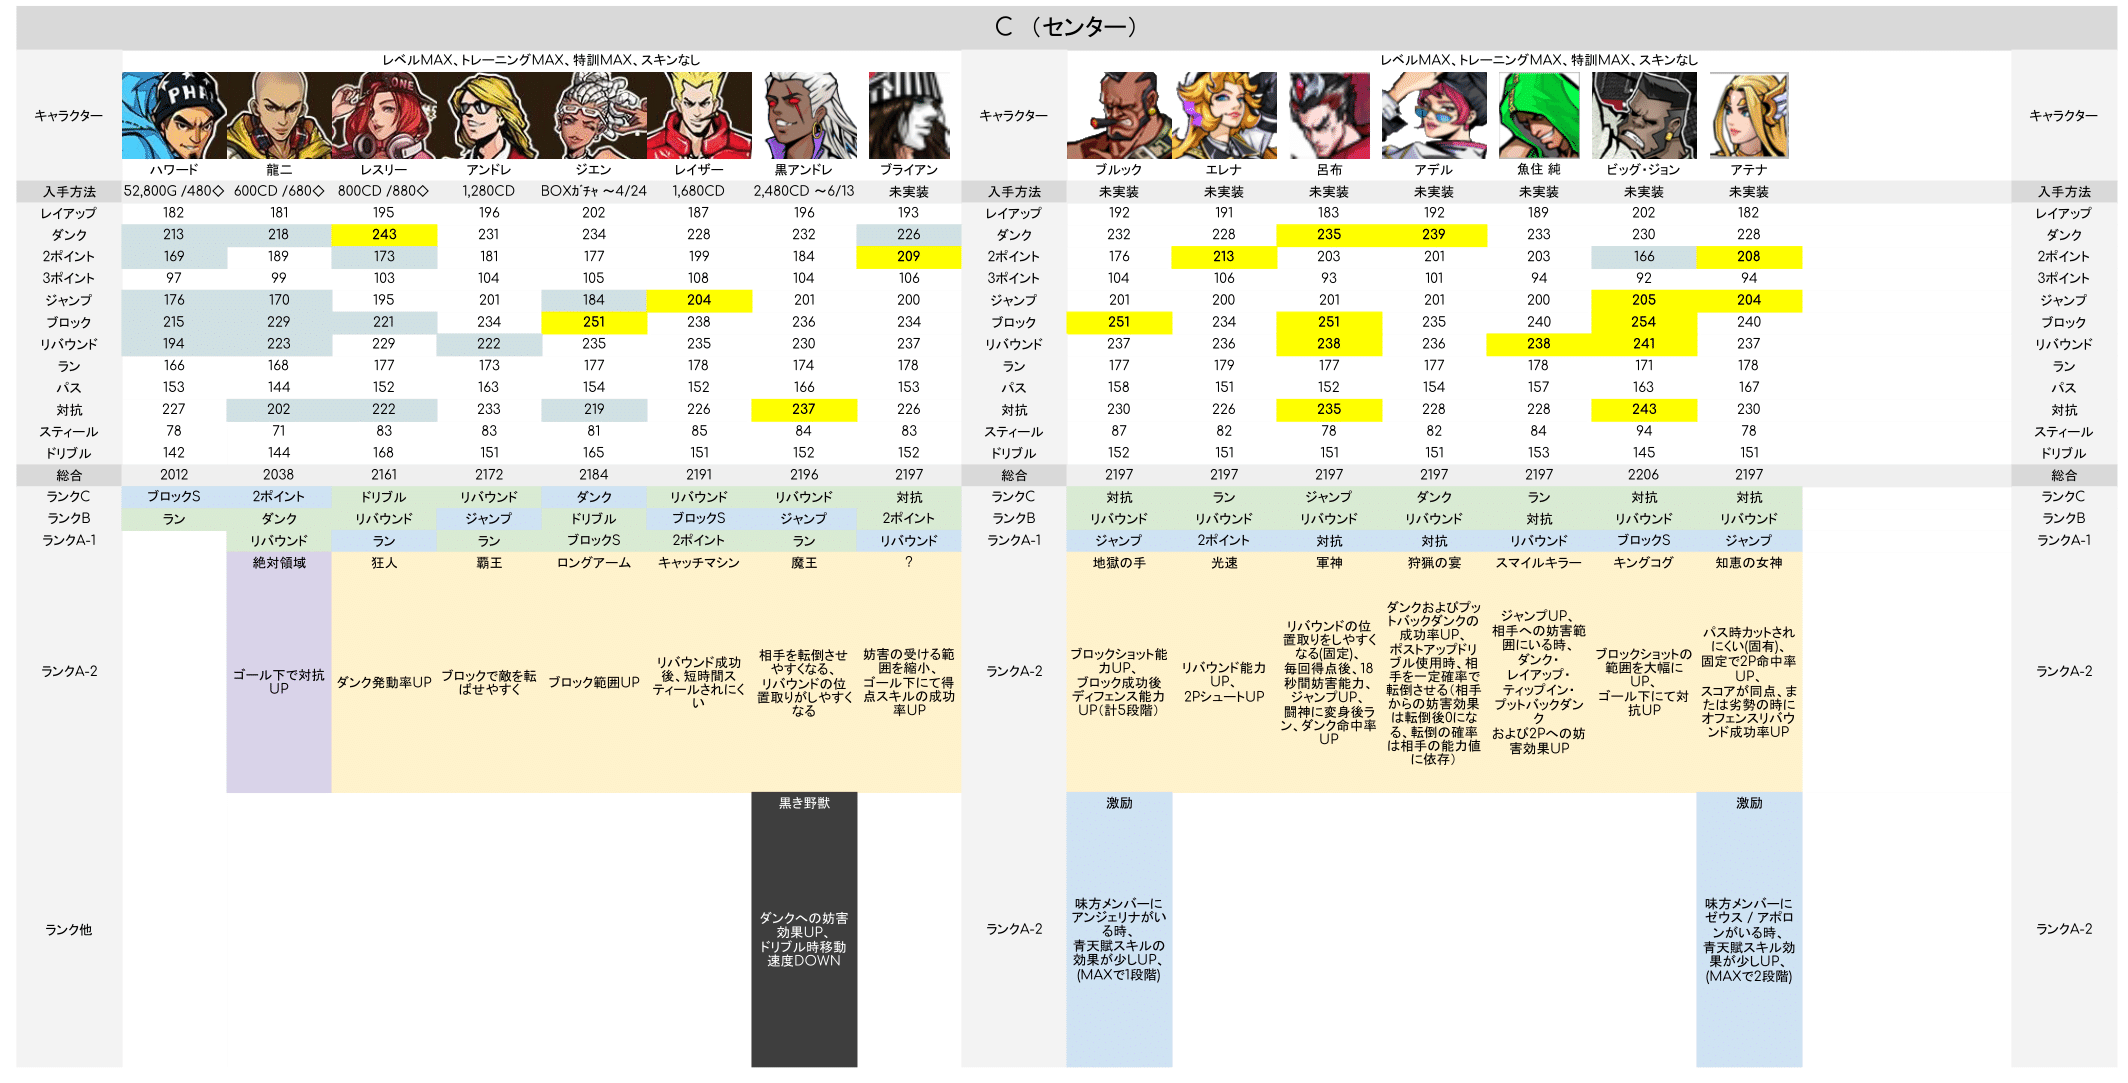 C （センター）
レベルMAX、トレーニングMAX、特訓MAX、スキンなし レベルMAX、トレーニングMAX、特訓MAX、スキンなし
キャラクター キャラクター キャラクター
ハワード 龍二 レスリー アンドレ ジエン レイザー 黒アンドレ ブライアン ブルック エレナ 呂布 アデル 魚住 純 ビッグ・ジョン アテナ
入手方法 52,800G /480◇ 600CD /680◇ 800CD /880◇ 1,280CD BOXｶﾞﾁｬ ～4/24 1,680CD 2,480CD ～6/13 未実装 入手方法 未実装 未実装 未実装 未実装 未実装 未実装 未実装 入手方法
レイアップ 182 181 195 196 202 187 196 193 レイアップ 192 191 183 192 189 202 182 レイアップ
ダンク 213 218 243 231 234 228 232 226 ダンク 232 228 235 239 233 230 228 ダンク
2ポイント 169 189 173 181 177 199 184 209 2ポイント 176 213 203 201 203 166 208 2ポイント
3ポイント 97 99 103 104 105 108 104 106 3ポイント 104 106 93 101 94 92 94 3ポイント
ジャンプ 176 170 195 201 184 204 201 200 ジャンプ 201 200 201 201 200 205 204 ジャンプ
ブロック 215 229 221 234 251 238 236 234 ブロック 251 234 251 235 240 254 240 ブロック
リバウンド 194 223 229 222 235 235 230 237 リバウンド 237 236 238 236 238 241 237 リバウンド
ラン 166 168 177 173 177 178 174 178 ラン 177 179 177 177 178 171 178 ラン
パス 153 144 152 163 154 152 166 153 パス 158 151 152 154 157 163 167 パス
対抗 227 202 222 233 219 226 237 226 対抗 230 226 235 228 228 243 230 対抗
スティール 78 71 83 83 81 85 84 83 スティール 87 82 78 82 84 94 78 スティール
ドリブル 142 144 168 151 165 151 152 152 ドリブル 152 151 151 151 153 145 151 ドリブル
総合 2012 2038 2161 2172 2184 2191 2196 2197 総合 2197 2197 2197 2197 2197 2206 2197 総合
ランクC ブロックS 2ポイント ドリブル リバウンド ダンク リバウンド リバウンド 対抗 ランクC 対抗 ラン ジャンプ ダンク ラン 対抗 対抗 ランクC
ランクB ラン ダンク リバウンド ジャンプ ドリブル ブロックS ジャンプ 2ポイント ランクB リバウンド リバウンド リバウンド リバウンド 対抗 リバウンド リバウンド ランクB
ランクA-1 リバウンド ラン ラン ブロックS 2ポイント ラン リバウンド ランクA-1 ジャンプ 2ポイント 対抗 対抗 リバウンド ブロックS ジャンプ ランクA-1
絶対領域 狂人 覇王 ロングアーム キャッチマシン 魔王 ? 地獄の手 光速 軍神 狩猟の宴 スマイルキラー キングコグ 知恵の女神
ランクA-2
ゴール下で対抗
UP
ダンク発動率UP
ブロックで敵を転
ばせやすく
ブロック範囲UP
リバウンド成功
後、短時間ス
ティールされにく
い
相手を転倒させ
やすくなる、
リバウンドの位
置取りがしやすく
なる
妨害の受ける範
囲を縮小、
ゴール下にて得
点スキルの成功
率UP
ランクA-2
ブロックショット能
力UP、
ブロック成功後
ディフェンス能力
UP（計5段階）
リバウンド能力
UP、
2PシュートUP
リバウンドの位
置取りをしやすく
なる(固定)、
毎回得点後、18
秒間妨害能力、
ジャンプUP、
闘神に変身後ラ
ン、ダンク命中率
UP
ダンクおよびプッ
トバックダンクの
成功率UP、
ポストアップドリ
ブル使用時、相
手を一定確率で
転倒させる（相手
からの妨害効果
は転倒後0にな
る、転倒の確率
は相手の能力値
に依存）
ジャンプUP、
相手への妨害範
囲にいる時、
ダンク・
レイアップ・
ティップイン・
プットバックダン
ク
および2Pへの妨
害効果UP
ブロックショットの
範囲を大幅に
UP、
ゴール下にて対
抗UP
パス時カットされ
にくい(固有)、
固定で2P命中率
UP、
スコアが同点、ま
たは劣勢の時に
オフェンスリバウ
ンド成功率UP
ランクA-2
黒き野獣 激励 激励
ランク他
ダンクへの妨害
効果UP、
ドリブル時移動
速度DOWN
ランクA-2
味方メンバーに
アンジェリナがい
る時、
青天賦スキルの
効果が少しUP、
(MAXで1段階)
味方メンバーに
ゼウス / アポロ
ンがいる時、
青天賦スキル効
果が少しUP、
(MAXで2段階)
ランクA-2